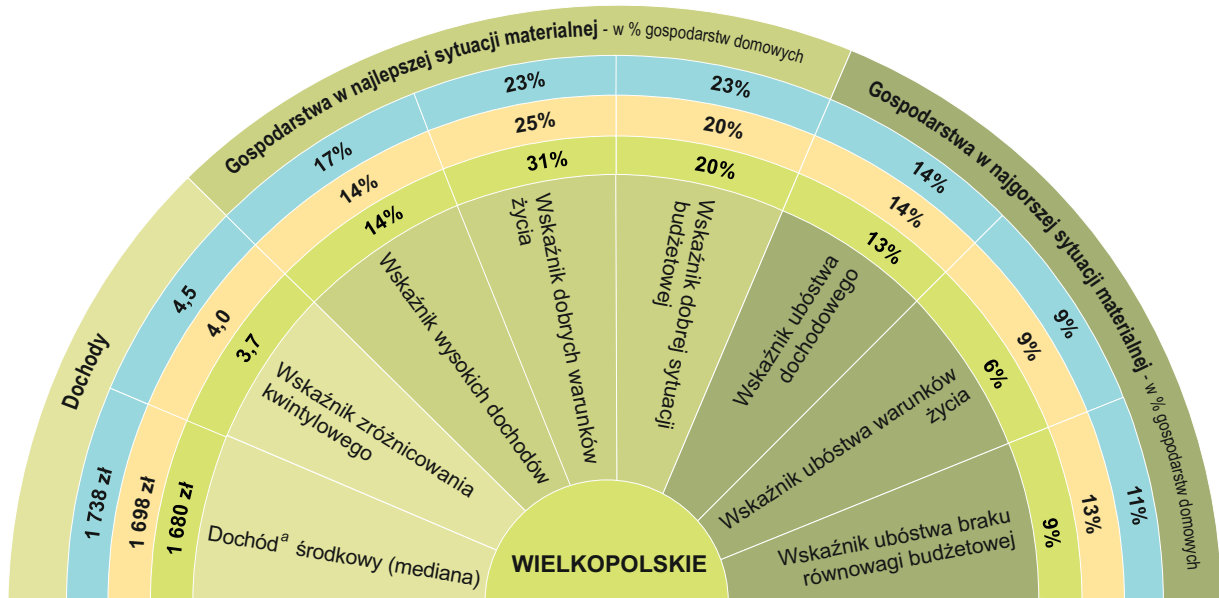 Dochody
Gospodarstwa w najlepszej sytuacji materialnej - w % gospodarstw domowych
Gospodarstwa w najgorszej sytuacji materialnej - w % gospodarstw domowych
1 738 zł
4,5
17%
23%
23%
14%
9%
11%
1 698 zł
4,0
14%
25%
20%
14%
9%
13%
1 680 zł
3,7
14%
31%
20%
13%
6%
9%
Dochódᵃ środkowy (mediana)
Wskaźnik zróżnicowania
kwintylowego
Wskaźnik wysokich dochodów
Wskaźnik dobrych warunków
życia
Wskaźnik dobrej sytuacji
budżetowej
Wskaźnik ubóstwa
dochodowego
Wskaźnik ubóstwa warunków
życia
Wskaźnik ubóstwa braku
równowagi budżetowej
WIELKOPOLSKIE